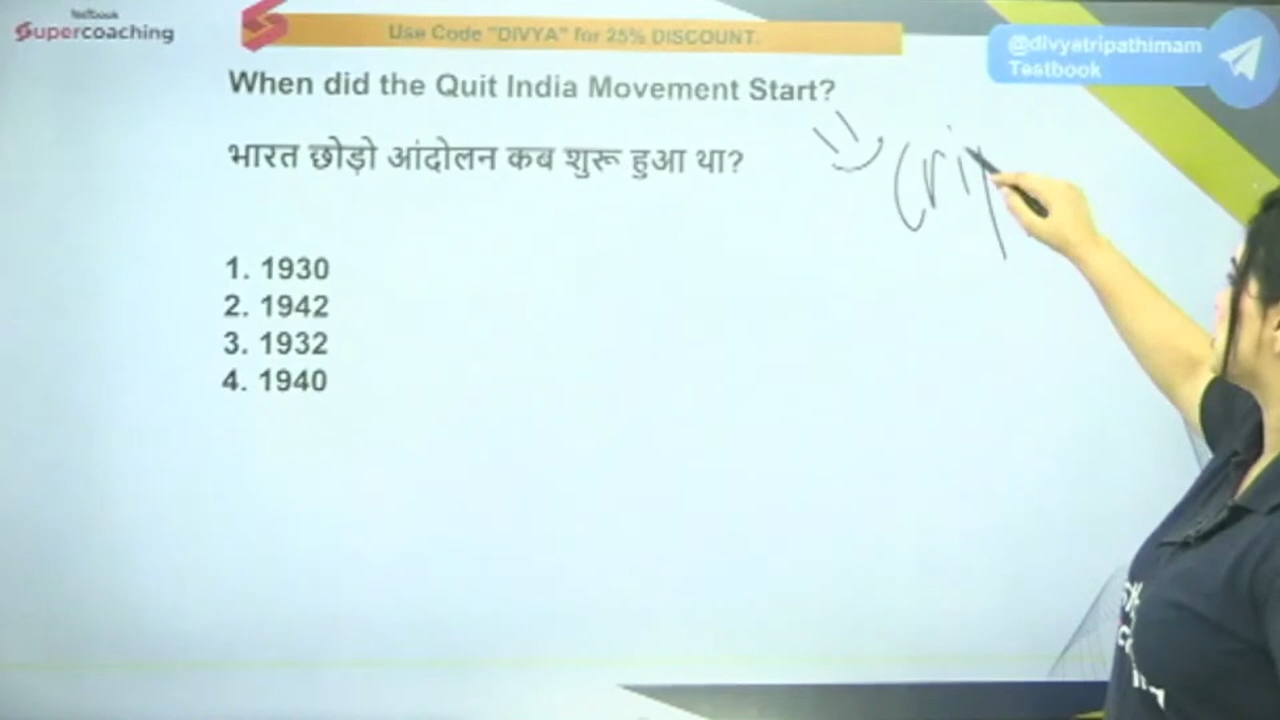 testbook
Supercoaching
Use Code "DIVYA" for 25% DISCOUNT.
@divyatripathimam
Testbook
When did the Quit India Movement Start?
भारत छोड़ो आंदोलन कब शुरू हुआ था?
Crip
1. 1930
2. 1942
3. 1932
4. 1940